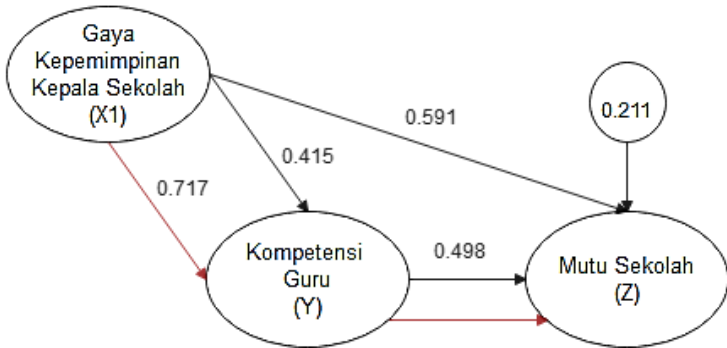 Gaya
Kepemimpinan
Kepala Sekolah
(X1)
0.591
0.211
0.415
0.717
Kompetensi
Guru
(Y)
0.498
Mutu Sekolah
(Z)